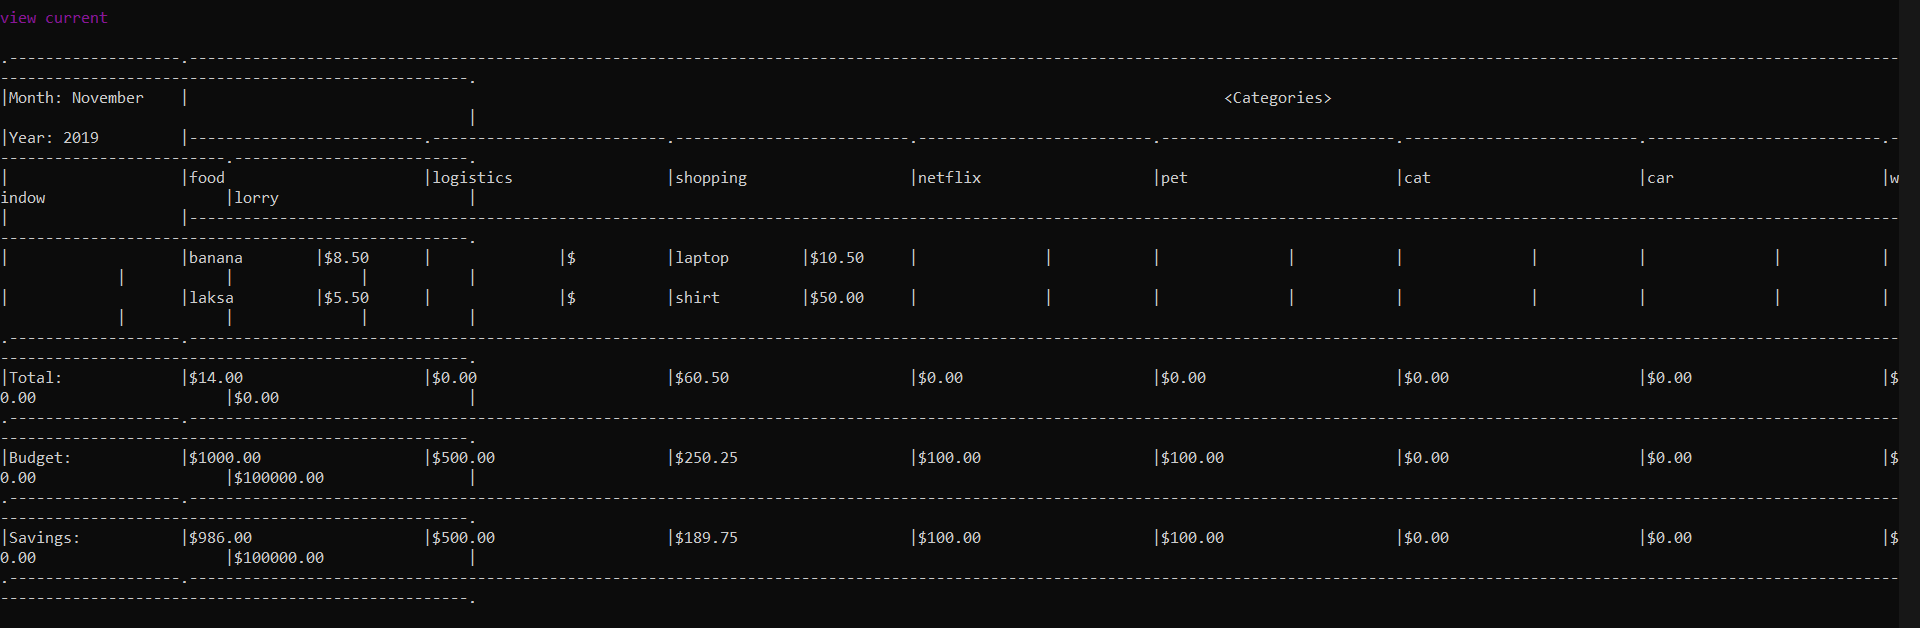 view current
|Month: November | <Categories>
|
|Year: 2019 |
| |food |logistics |shopping |netflix |pet |cat |car |w
indow |lorry |
| |banana |$8.50 | |$ |laptop |$10.50 | | | | | | | | |
| | | |
| |laksa |$5.50 | |$ |shirt |$50.00 | | | | | | | | |
| | | |
|Total: |$14.00 |$0.00 |$60.50 |$0.00 |$0.00 |$0.00 |$0.00 |$
0.00 |$0.00 |
|Budget: |$1000.00 |$500.00 |$250.25 |$100.00 |$100.00 |$0.00 |$0.00 |$
0.00 |$100000.00 |
|Savings: |$986.00 |$500.00 |$189.75 |$100.00 |$100.00 |$0.00 |$0.00 |$
0.00 |$100000.00 |